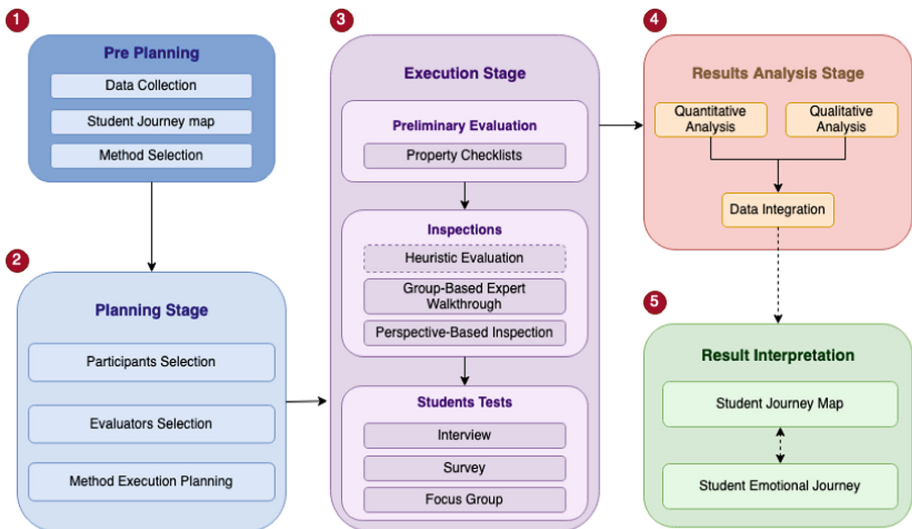 1
Pre Planning
Data Collection
Student Journey map
Method Selection
2
Planning Stage
Participants Selection
Evaluators Selection
Method Execution Planning
3
Execution Stage
Preliminary Evaluation
Property Checklists
Inspections
Heuristic Evaluation
Group-Based Expert
Walkthrough
Perspective-Based Inspection
Students Tests
Interview
Survey
Focus Group
4
Results Analysis Stage
Quantitative
Analysis
Qualitative
Analysis
Data Integration
5
Result Interpretation
Student Journey Map
Student Emotional Journey